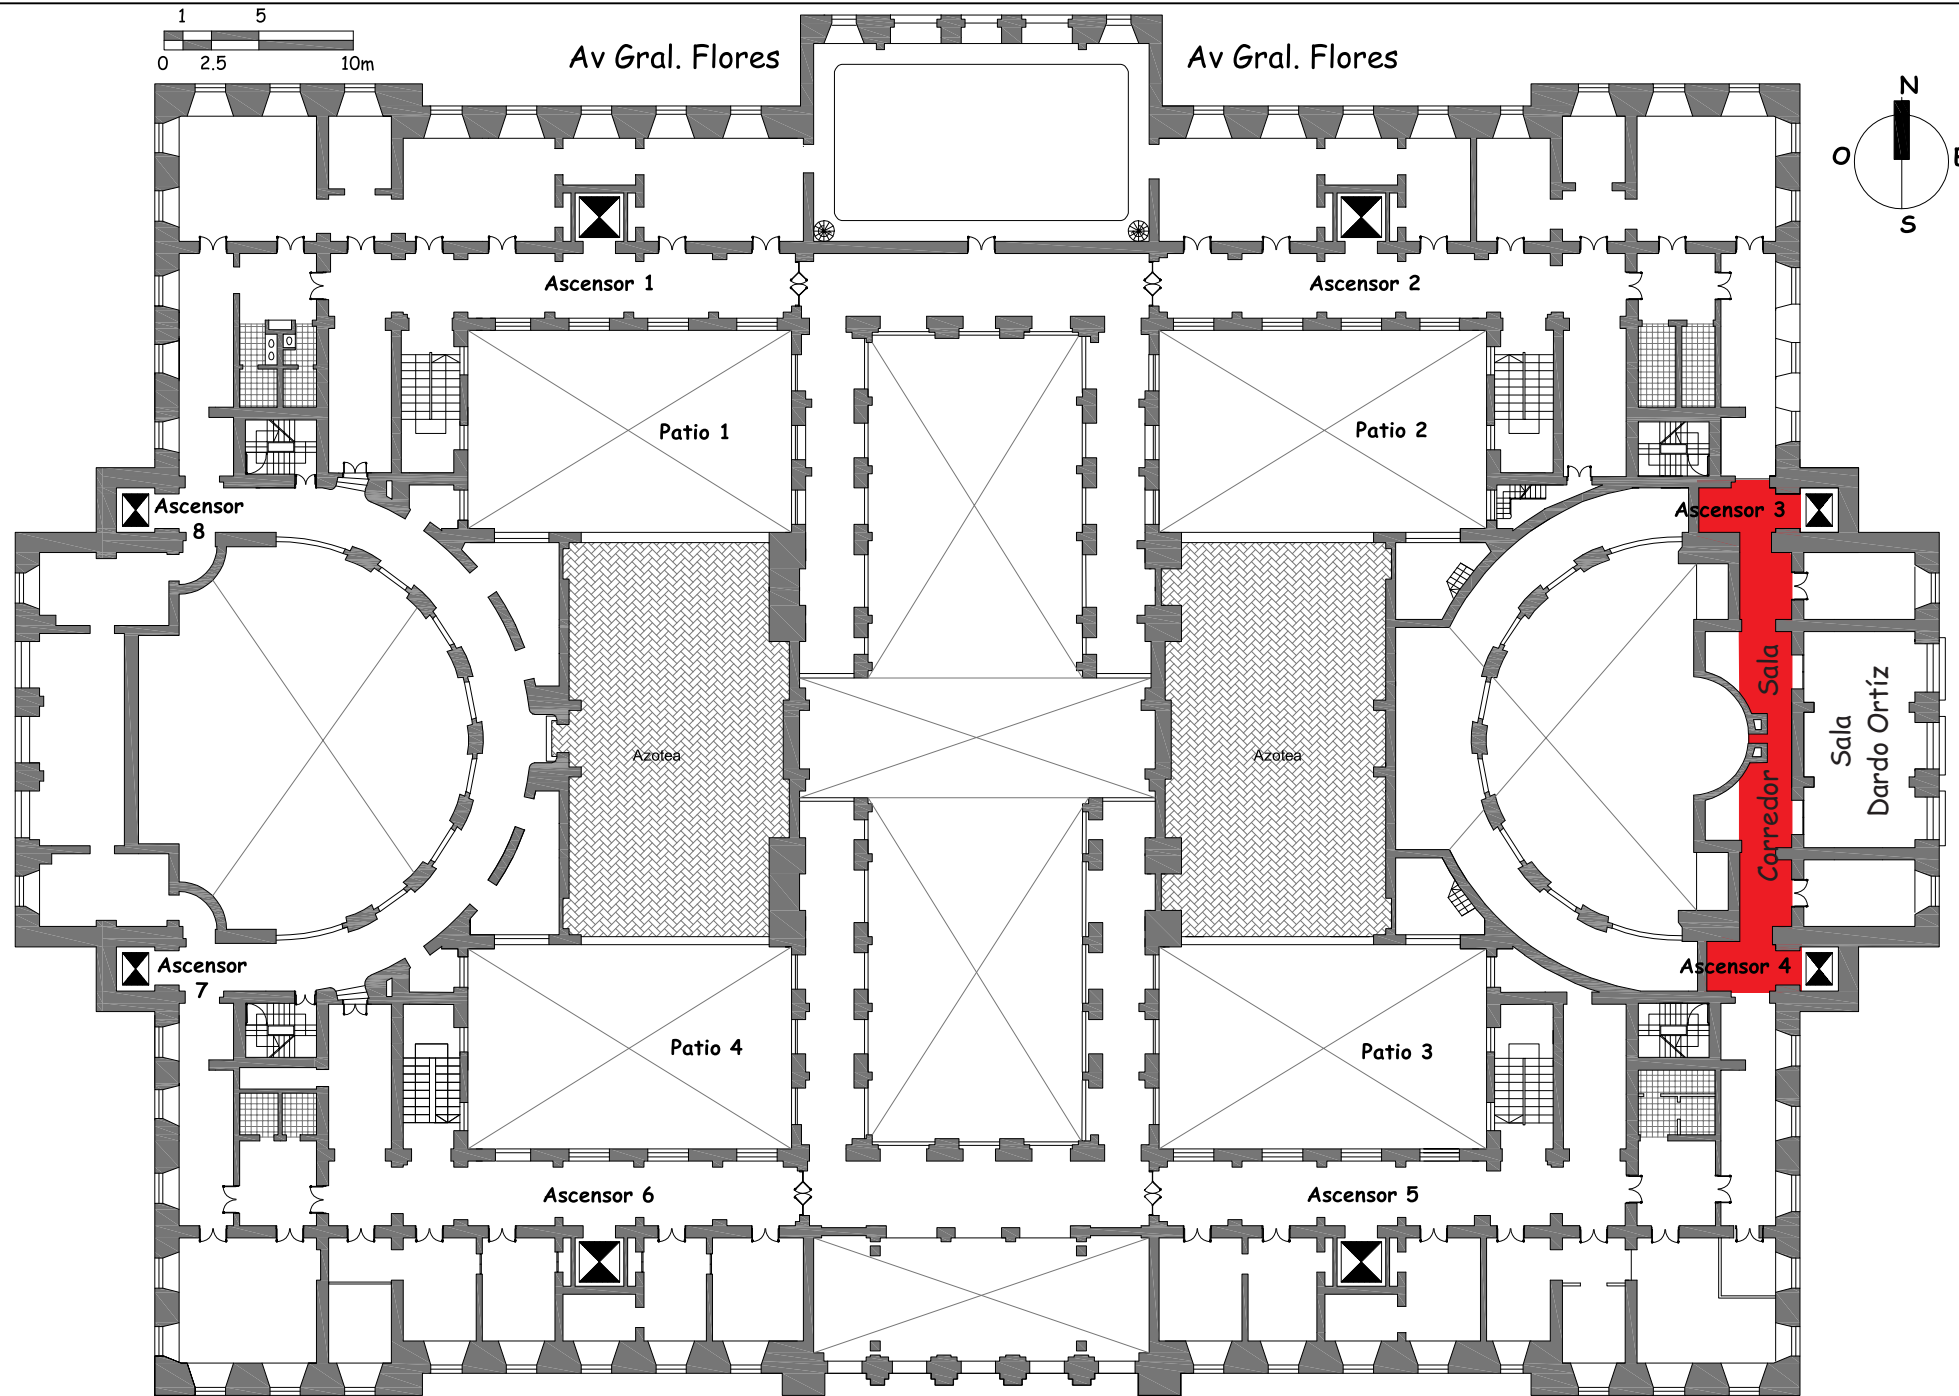 1 5
0 2.5 10m
Av Gral. Flores
Av Gral. Flores
N
O E
S
Ascensor 1
Ascensor 2
Patio 1
Patio 2
Ascensor
8
Ascensor 3
Sala
Corredor
Sala
Dardo Ortíz
Azotea
Azotea
Ascensor
7
Ascensor 4
Patio 4
Patio 3
Ascensor 6
Ascensor 5